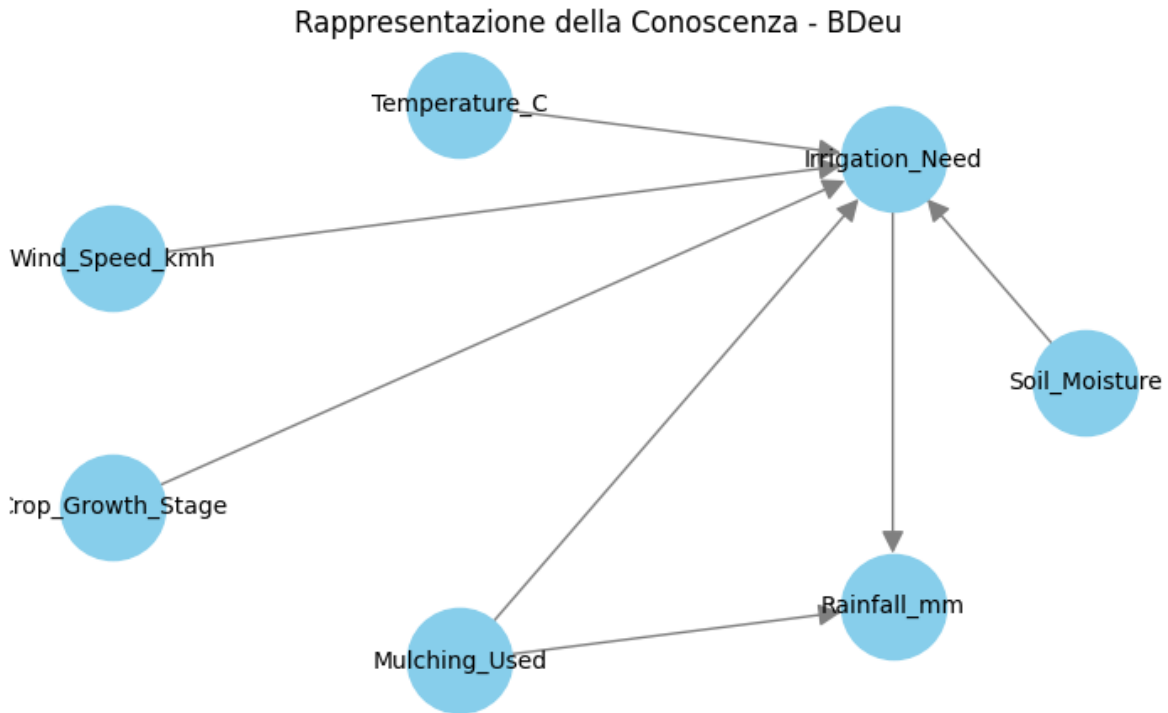 Rappresentazione della Conoscenza - BDeu
Temperature_C
Irrigation_Need
Wind_Speed_kmh
Soil_Moisture
Crop_Growth_Stage
Rainfall_mm
Mulching_Used